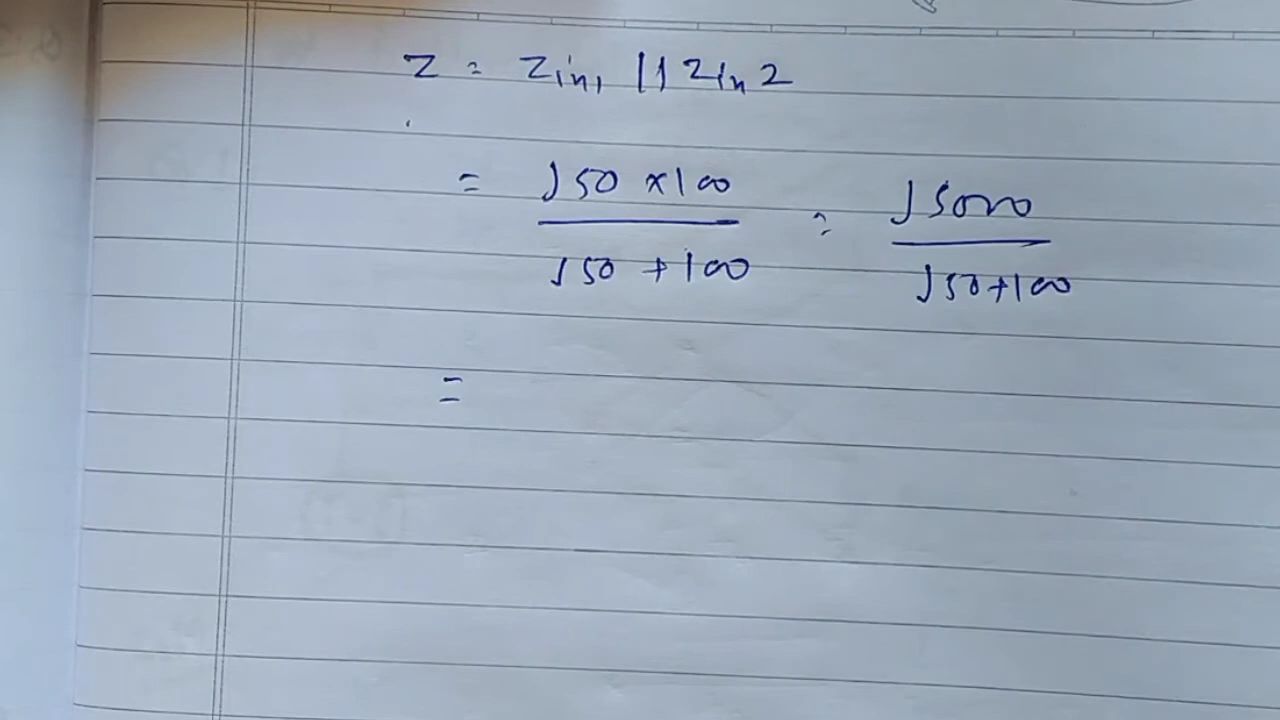 Z = Zin1 || Zin2
= J50 x 100 / J50 + 100 = J5000 / J50+100
=